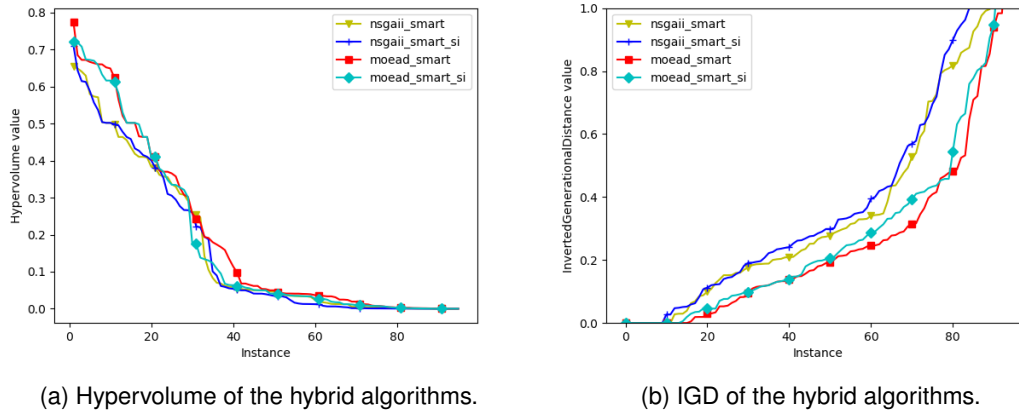 nsgaii_smart
nsgaii_smart_si
moead_smart
moead_smart_si
Hypervolume value
0.8
0.7
0.6
0.5
0.4
0.3
0.2
0.1
0.0
0 20 40 60 80
Instance
(a) Hypervolume of the hybrid algorithms.
nsgaii_smart
nsgaii_smart_si
moead_smart
moead_smart_si
InvertedGenerationalDistance value
1.0
0.8
0.6
0.4
0.2
0.0
0 20 40 60 80 100
Instance
(b) IGD of the hybrid algorithms.